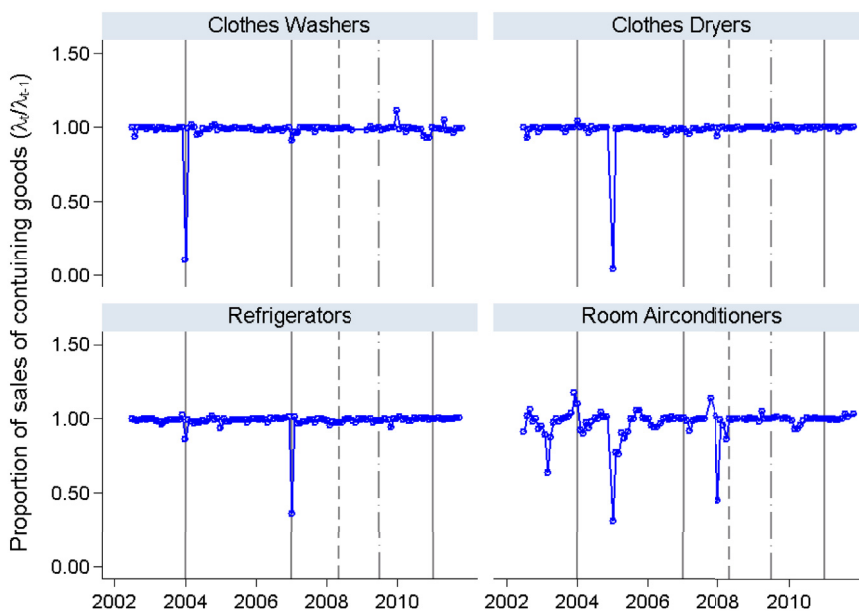 Clothes Washers
Clothes Dryers
1.50
1.00
0.50
0.00
Refrigerators
Room Airconditioners
1.50
1.00
0.50
0.00
Proportion of sales of contuining goods (λt/λt-1)
2002 2004 2006 2008 2010
2002 2004 2006 2008 2010